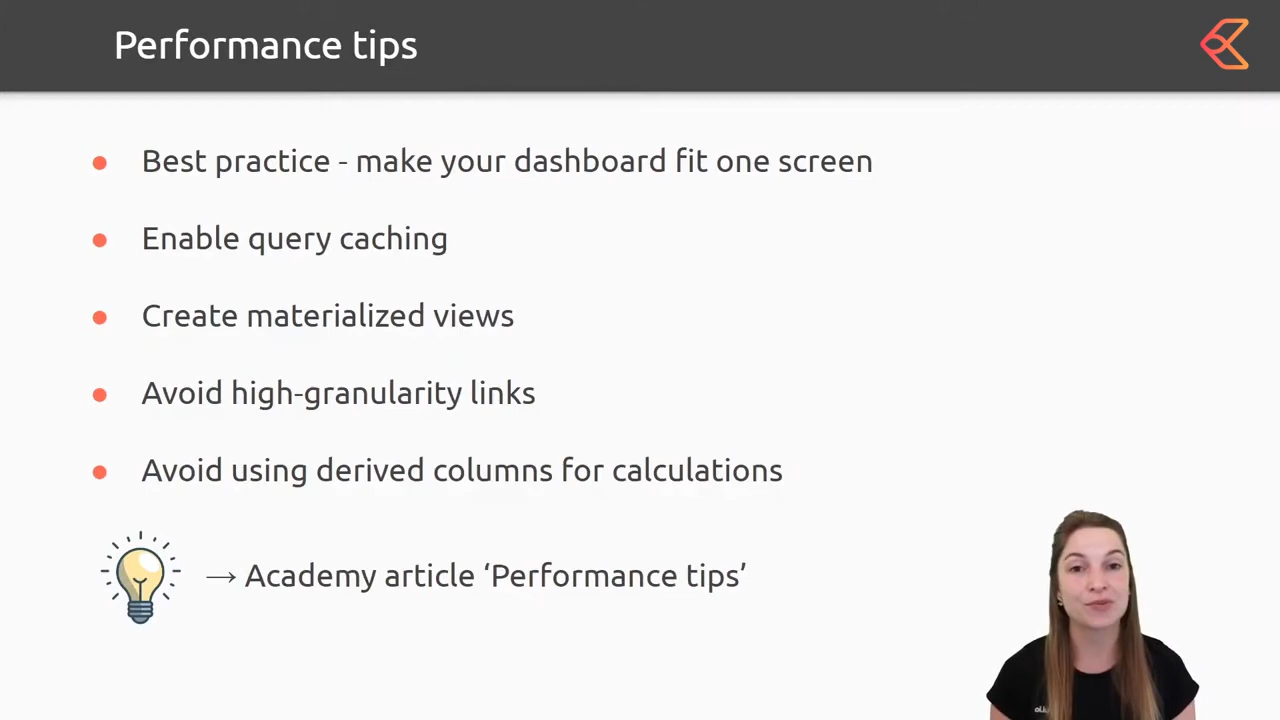 Performance tips
Best practice - make your dashboard fit one screen
Enable query caching
Create materialized views
Avoid high-granularity links
Avoid using derived columns for calculations
→ Academy article ‘Performance tips’